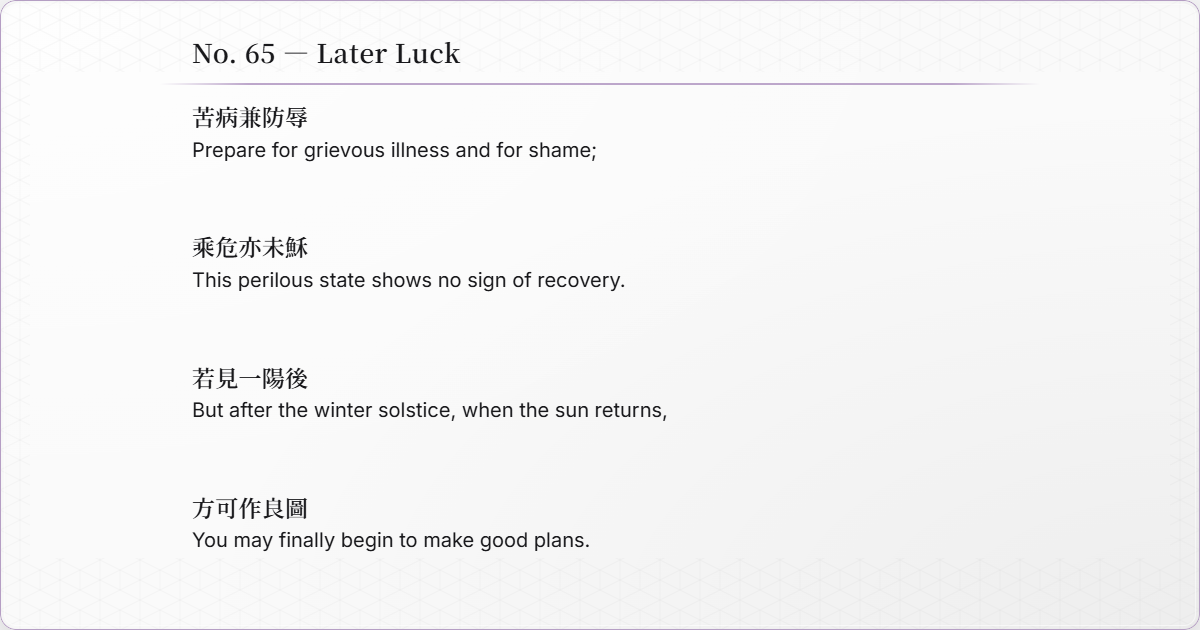 No. 65 — Later Luck
苦病兼防辱
Prepare for grievous illness and for shame;
乘危亦未穌
This perilous state shows no sign of recovery.
若見一陽後
But after the winter solstice, when the sun returns,
方可作良圖
You may finally begin to make good plans.